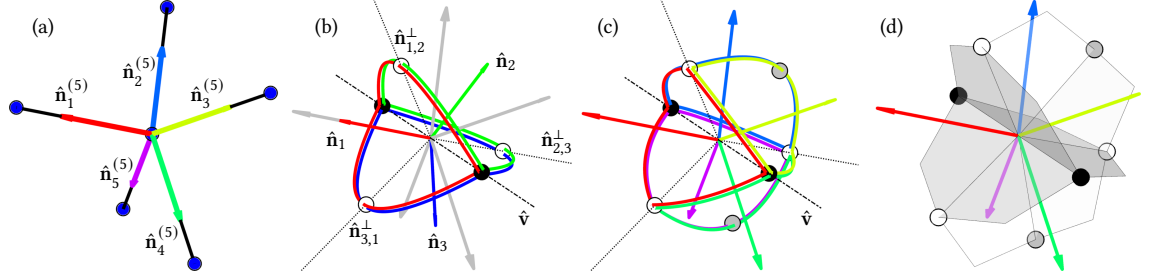 (a)
n̂₁⁽⁵⁾
n̂₂⁽⁵⁾
n̂₃⁽⁵⁾
n̂₅⁽⁵⁾
n̂₄⁽⁵⁾
(b)
n̂⊥₁,₂
n̂₂
n̂₁
n̂⊥₂,₃
n̂⊥₃,₁
n̂₃
v̂
(c)
v̂
(d)